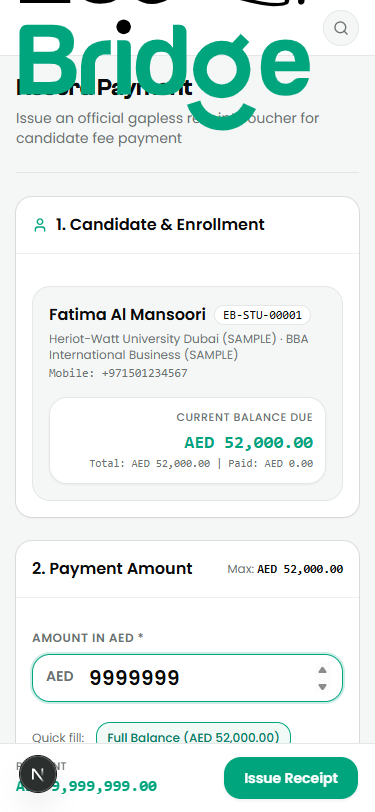 Bridge
Record Payment
Issue an official gapless receipt voucher for
candidate fee payment
1. Candidate & Enrollment
Fatima Al Mansoori EB-STU-00001
Heriot-Watt University Dubai (SAMPLE) · BBA
International Business (SAMPLE)
Mobile: +971501234567
CURRENT BALANCE DUE
AED 52,000.00
Total: AED 52,000.00 | Paid: AED 0.00
2. Payment Amount Max: AED 52,000.00
AMOUNT IN AED *
AED 9999999
Quick fill: Full Balance (AED 52,000.00)
N
AED 9,999,999.00
Issue Receipt